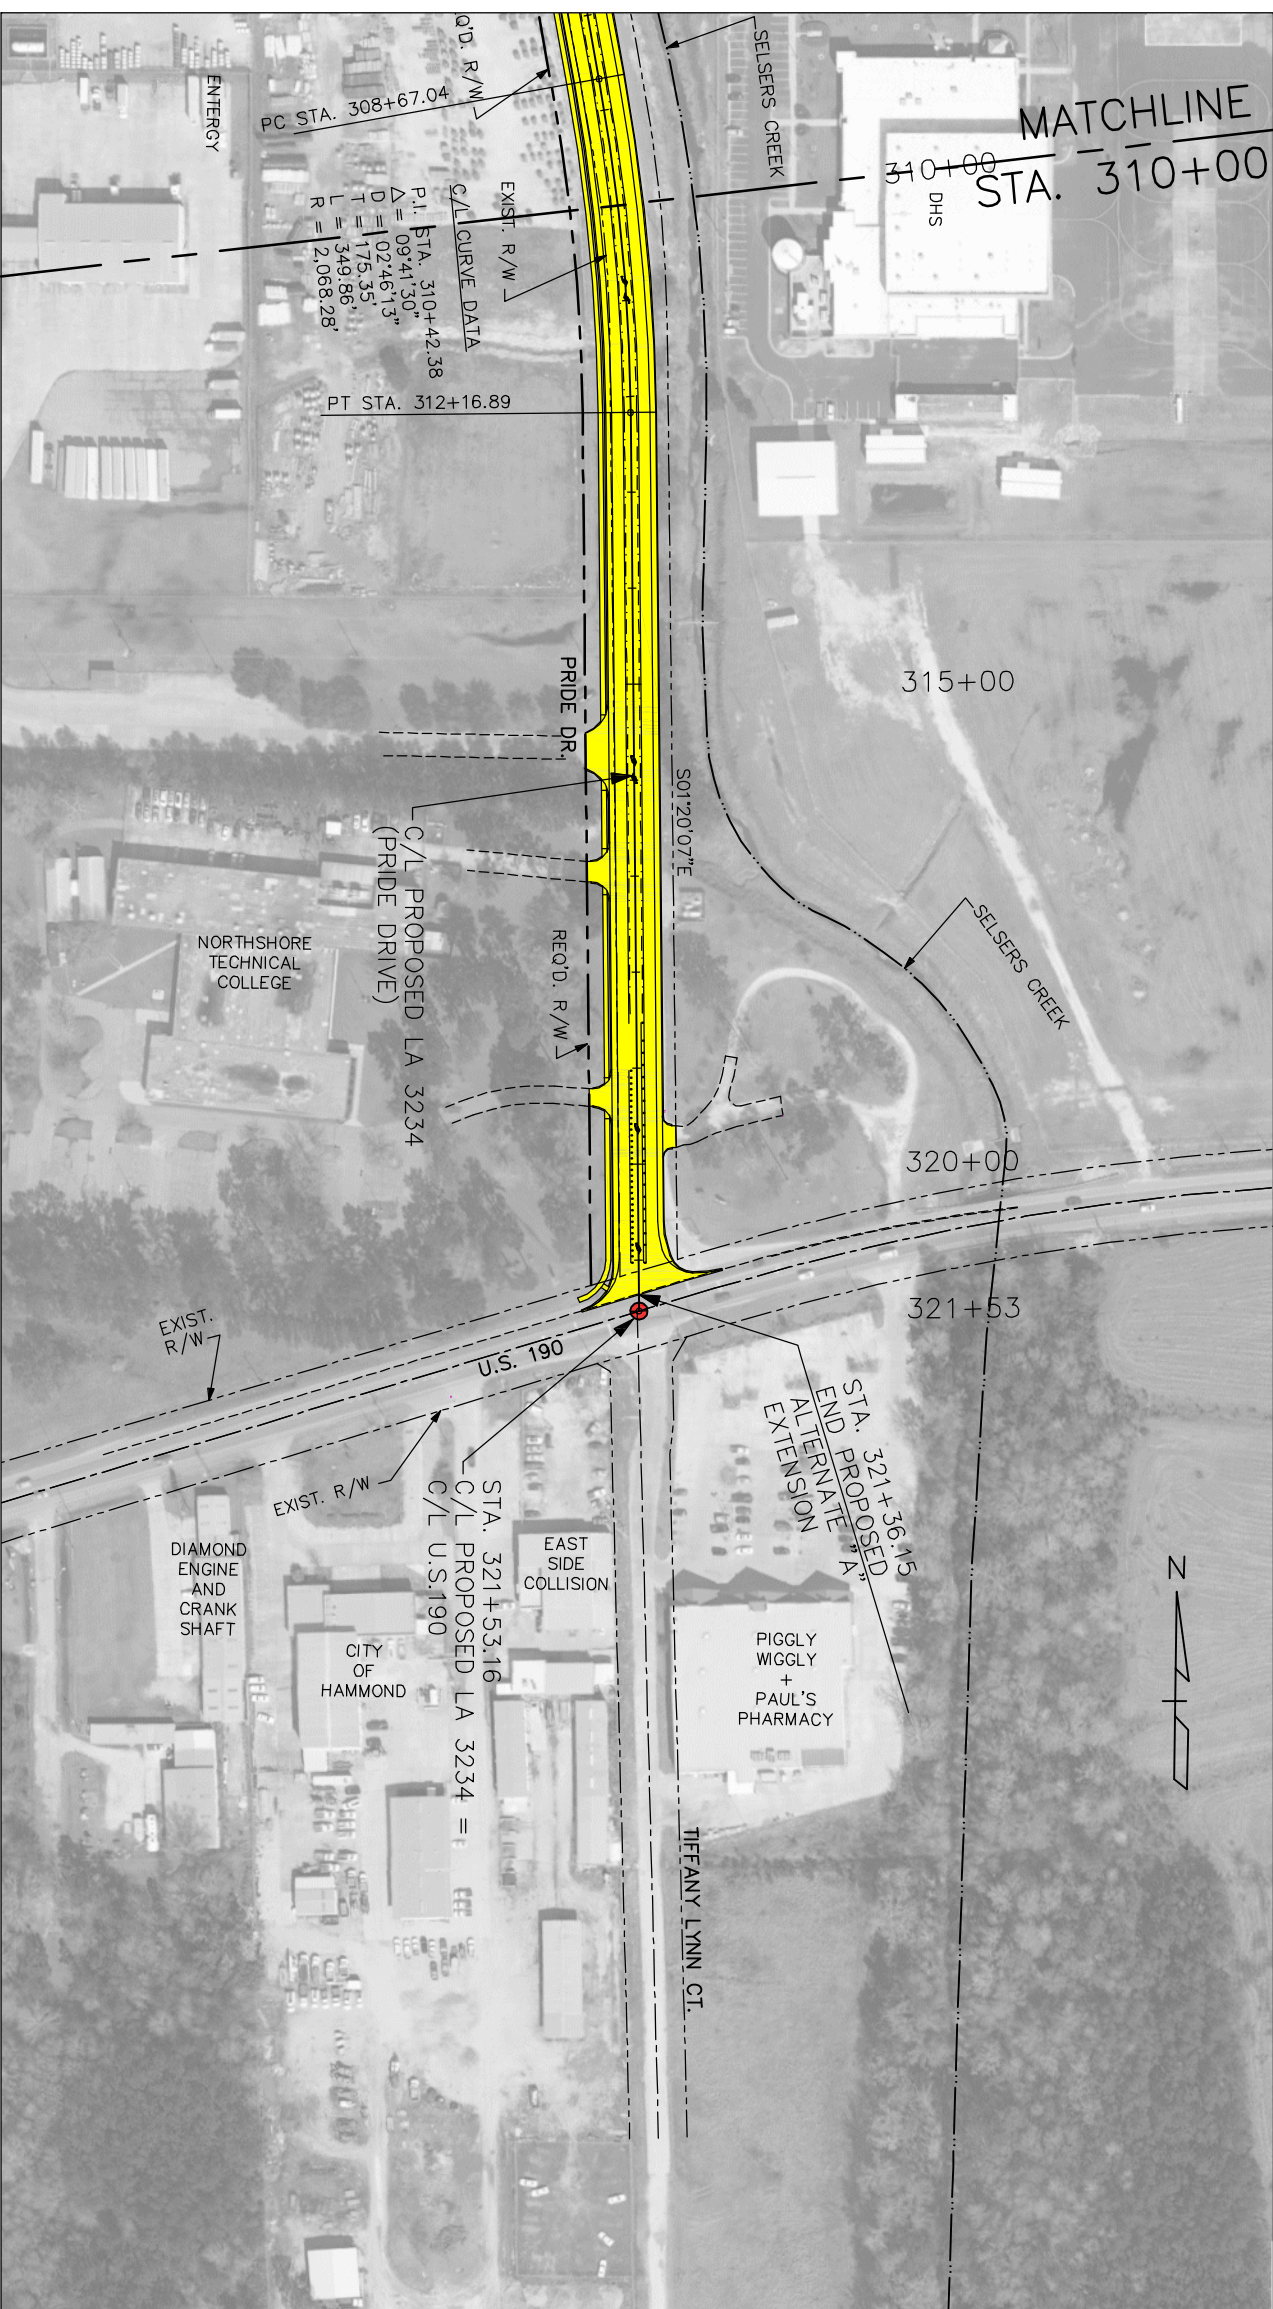 Q'D. R/W
SELSERS CREEK
ENTERGY
PC STA. 308+67.04
MATCHLINE
STA. 310+00
310+00
DHS
EXIST. R/W
C/L CURVE DATA
P.I. STA. 310+42.38
Δ = 09°41'30"
D = 02°46'13"
T = 175.35'
L = 349.86'
R = 2,068.28'
PT STA. 312+16.89
315+00
PRIDE DR.
S01°20'07"E
C/L PROPOSED LA 3234
(PRIDE DRIVE)
NORTHSHORE
TECHNICAL
COLLEGE
REQ'D. R/W
SELSERS CREEK
320+00
321+53
EXIST.
R/W
U.S. 190
STA. 321+36.15
END PROPOSED
ALTERNATE "A"
EXTENSION
EXIST. R/W
STA. 321+53.16
C/L PROPOSED LA 3234 =
C/L U.S.190
EAST
SIDE
COLLISION
DIAMOND
ENGINE
AND
CRANK
SHAFT
CITY
OF
HAMMOND
PIGGLY
WIGGLY
+
PAUL'S
PHARMACY
N
TIFFANY LYNN CT.